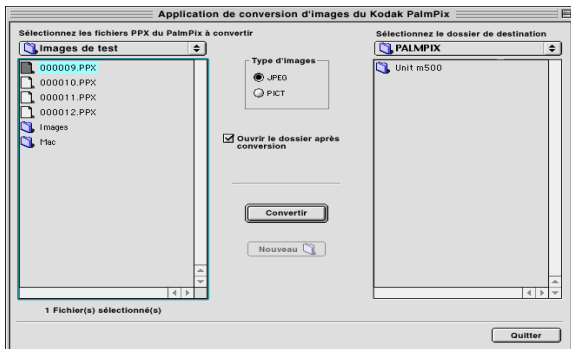 Application de conversion d'images du Kodak PalmPix
Sélectionnez les fichiers PPX du PalmPix à convertir
Images de test
000009.PPX
000010.PPX
000011.PPX
000012.PPX
Images
Mac
1 Fichier(s) sélectionné(s)
Type d'images
JPEG
PICT
Ouvrir le dossier après
conversion
Convertir
Nouveau
Sélectionnez le dossier de destination
PALMPIX
Unit m500
Quitter